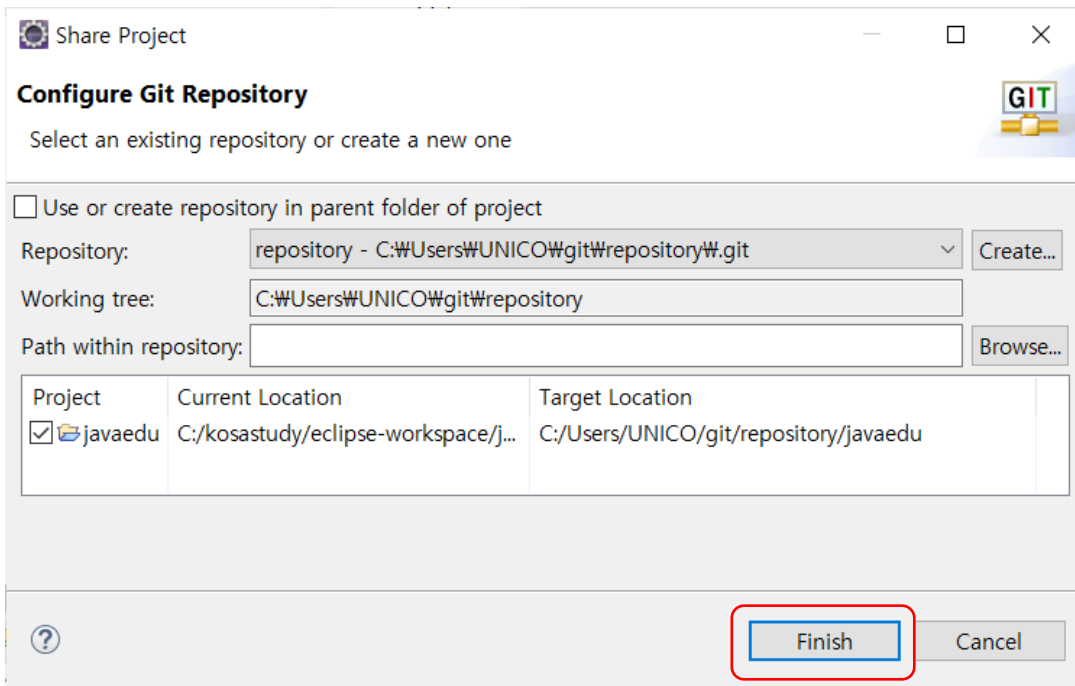 Share Project
Configure Git Repository
GIT
Select an existing repository or create a new one
Use or create repository in parent folder of project
Repository: repository - C:₩Users₩UNICO₩git₩repository₩.git Create...
Working tree: C:₩Users₩UNICO₩git₩repository
Path within repository: Browse...
Project Current Location Target Location
javaedu C:/kosastudy/eclipse-workspace/j... C:/Users/UNICO/git/repository/javaedu
? Finish Cancel